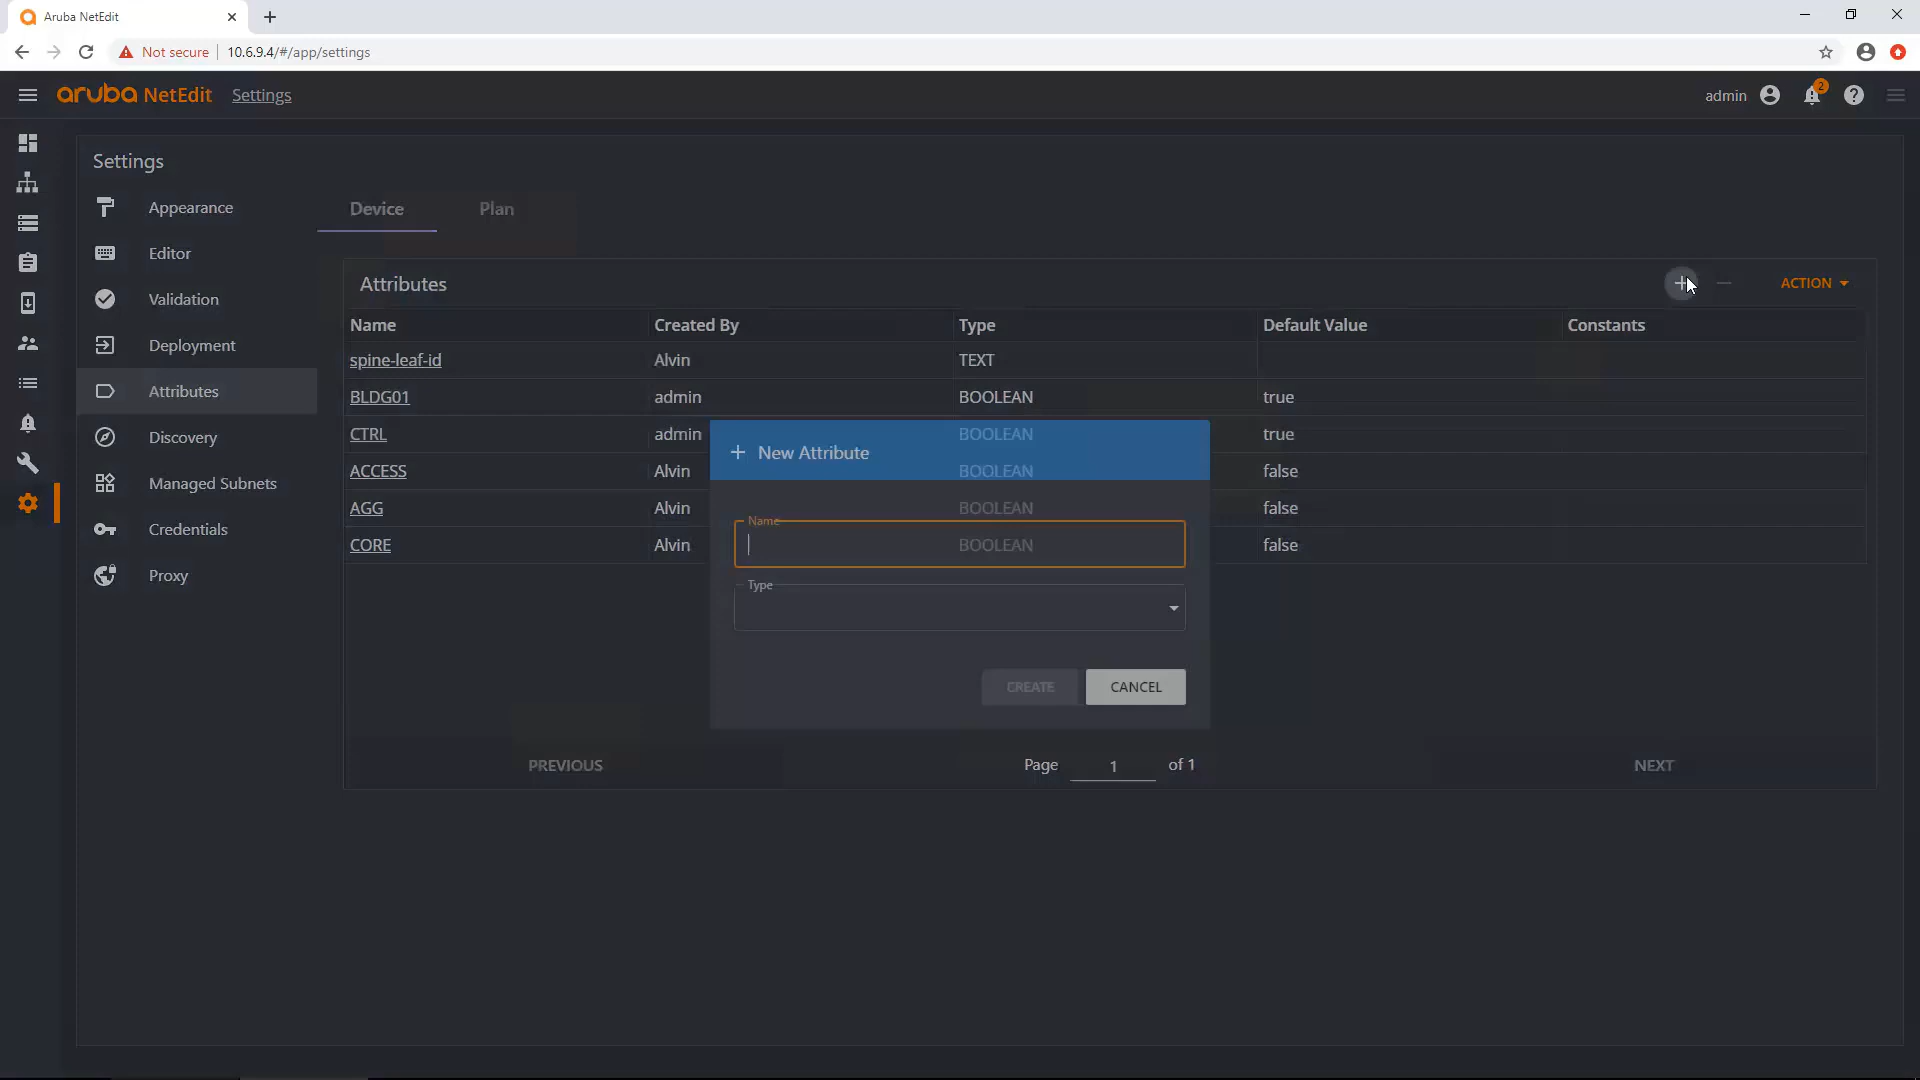 Aruba NetEdit
Not secure 10.6.9.4/#/app/settings
aruba NetEdit Settings admin 2
Settings
Appearance
Editor
Validation
Deployment
Attributes
Discovery
Managed Subnets
Credentials
Proxy
Device Plan
Attributes ACTION
Name Created By Type Default Value Constants
spine-leaf-id Alvin TEXT
BLDG01 admin BOOLEAN true
CTRL admin BOOLEAN true
ACCESS Alvin BOOLEAN false
AGG Alvin BOOLEAN false
CORE Alvin BOOLEAN false
+ New Attribute
Name
Type
CREATE CANCEL
PREVIOUS Page 1 of 1 NEXT